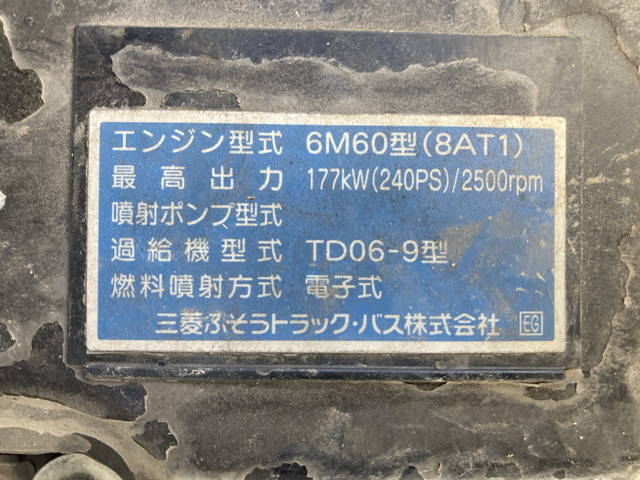 エンジン型式 6M60型(8AT1)
最高出力 177kW(240PS)/2500rpm
噴射ポンプ型式
過給機型式 TD06-9型
燃料噴射方式 電子式
三菱ふそうトラック・バス株式会社 EG